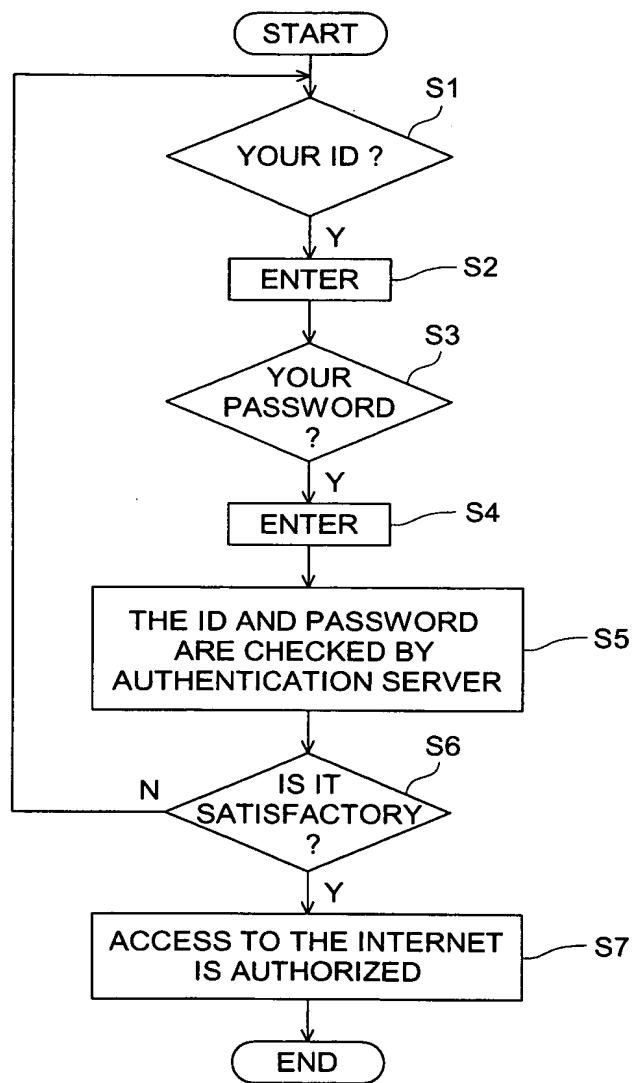 START
S1
YOUR ID ?
Y
ENTER
S2
S3
YOUR
PASSWORD
?
Y
ENTER
S4
THE ID AND PASSWORD
ARE CHECKED BY
AUTHENTICATION SERVER
S5
S6
N
IS IT
SATISFACTORY
?
Y
ACCESS TO THE INTERNET
IS AUTHORIZED
S7
END